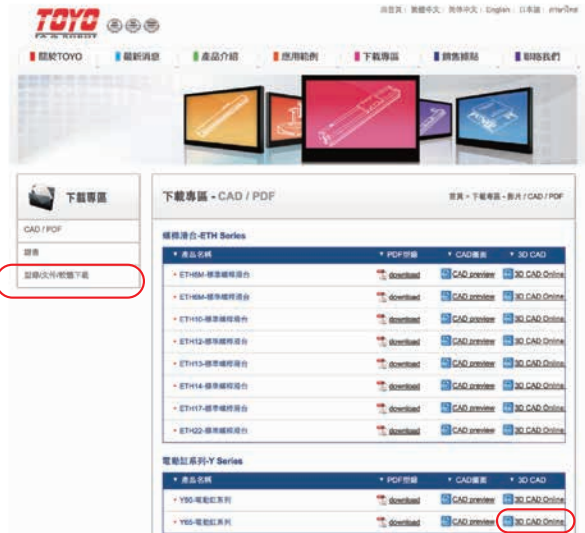 TOYO
FA & ROBOT
回首頁 | 繁體中文 | 简体中文 | English | 日本語 | ภาษาไทย
關於TOYO
最新消息
產品介紹
應用範例
下載專區
銷售據點
聯絡我們
下載專區
CAD / PDF
證書
型錄/文件/軟體下載
下載專區 - CAD / PDF
首頁 > 下載專區 - 影片 / CAD / PDF
螺桿滑台-ETH Series
產品名稱 PDF型錄 CAD圖面 3D CAD
ETH5M-標準螺桿滑台 download CAD preview 3D CAD Online
ETH6M-標準螺桿滑台 download CAD preview 3D CAD Online
ETH10-標準螺桿滑台 download CAD preview 3D CAD Online
ETH12-標準螺桿滑台 download CAD preview 3D CAD Online
ETH13-標準螺桿滑台 download CAD preview 3D CAD Online
ETH14-標準螺桿滑台 download CAD preview 3D CAD Online
ETH17-標準螺桿滑台 download CAD preview 3D CAD Online
ETH22-標準螺桿滑台 download CAD preview 3D CAD Online
電動缸系列-Y Series
產品名稱 PDF型錄 CAD圖面 3D CAD
Y60-電動缸系列 download CAD preview 3D CAD Online
Y65-電動缸系列 download CAD preview 3D CAD Online